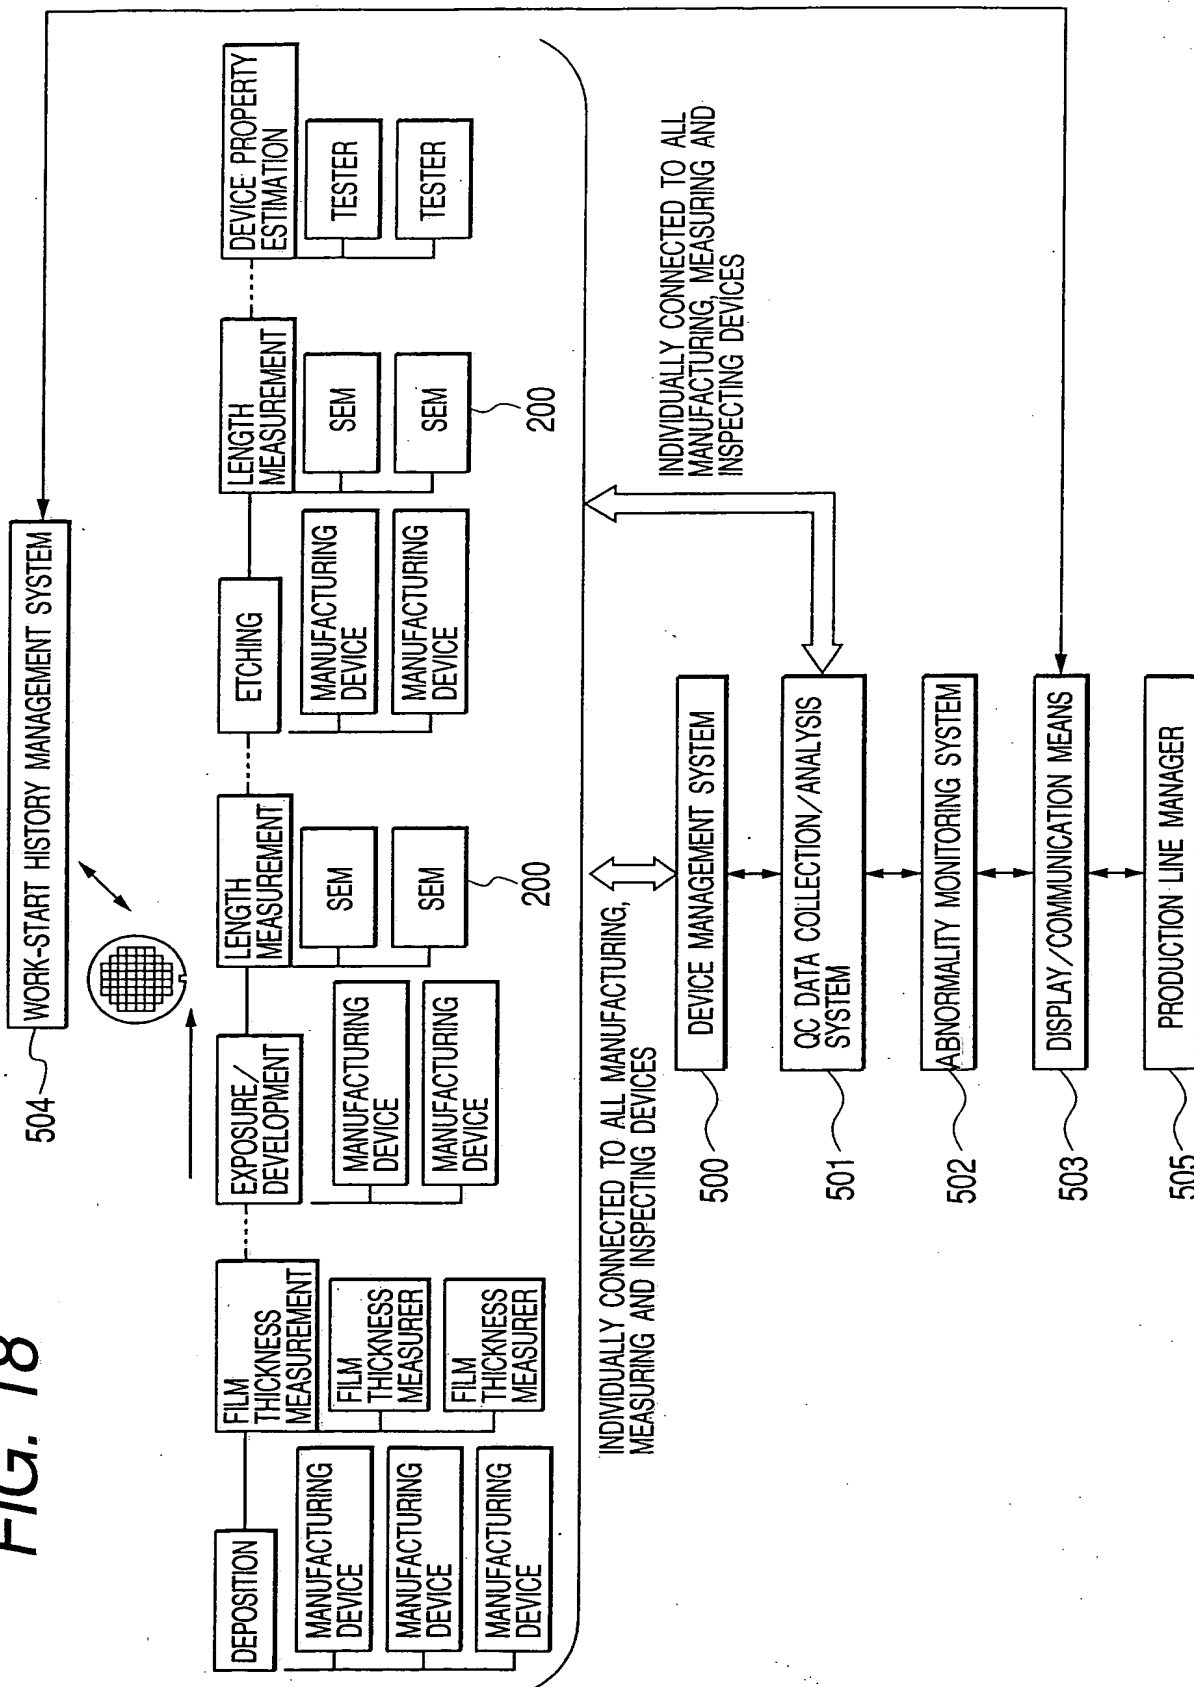 FIG. 18
504
WORK-START HISTORY MANAGEMENT SYSTEM
DEPOSITION
MANUFACTURING
DEVICE
MANUFACTURING
DEVICE
MANUFACTURING
DEVICE
FILM
THICKNESS
MEASUREMENT
FILM
THICKNESS
MEASURER
FILM
THICKNESS
MEASURER
EXPOSURE/
DEVELOPMENT
MANUFACTURING
DEVICE
MANUFACTURING
DEVICE
LENGTH
MEASUREMENT
SEM
SEM
200
ETCHING
MANUFACTURING
DEVICE
MANUFACTURING
DEVICE
LENGTH
MEASUREMENT
SEM
SEM
200
DEVICE PROPERTY
ESTIMATION
TESTER
TESTER
INDIVIDUALLY CONNECTED TO ALL MANUFACTURING,
MEASURING AND INSPECTING DEVICES
INDIVIDUALLY CONNECTED TO ALL
MANUFACTURING, MEASURING AND
INSPECTING DEVICES
500
DEVICE MANAGEMENT SYSTEM
501
QC DATA COLLECTION/ANALYSIS
SYSTEM
502
ABNORMALITY MONITORING SYSTEM
503
DISPLAY/COMMUNICATION MEANS
505
PRODUCTION LINE MANAGER